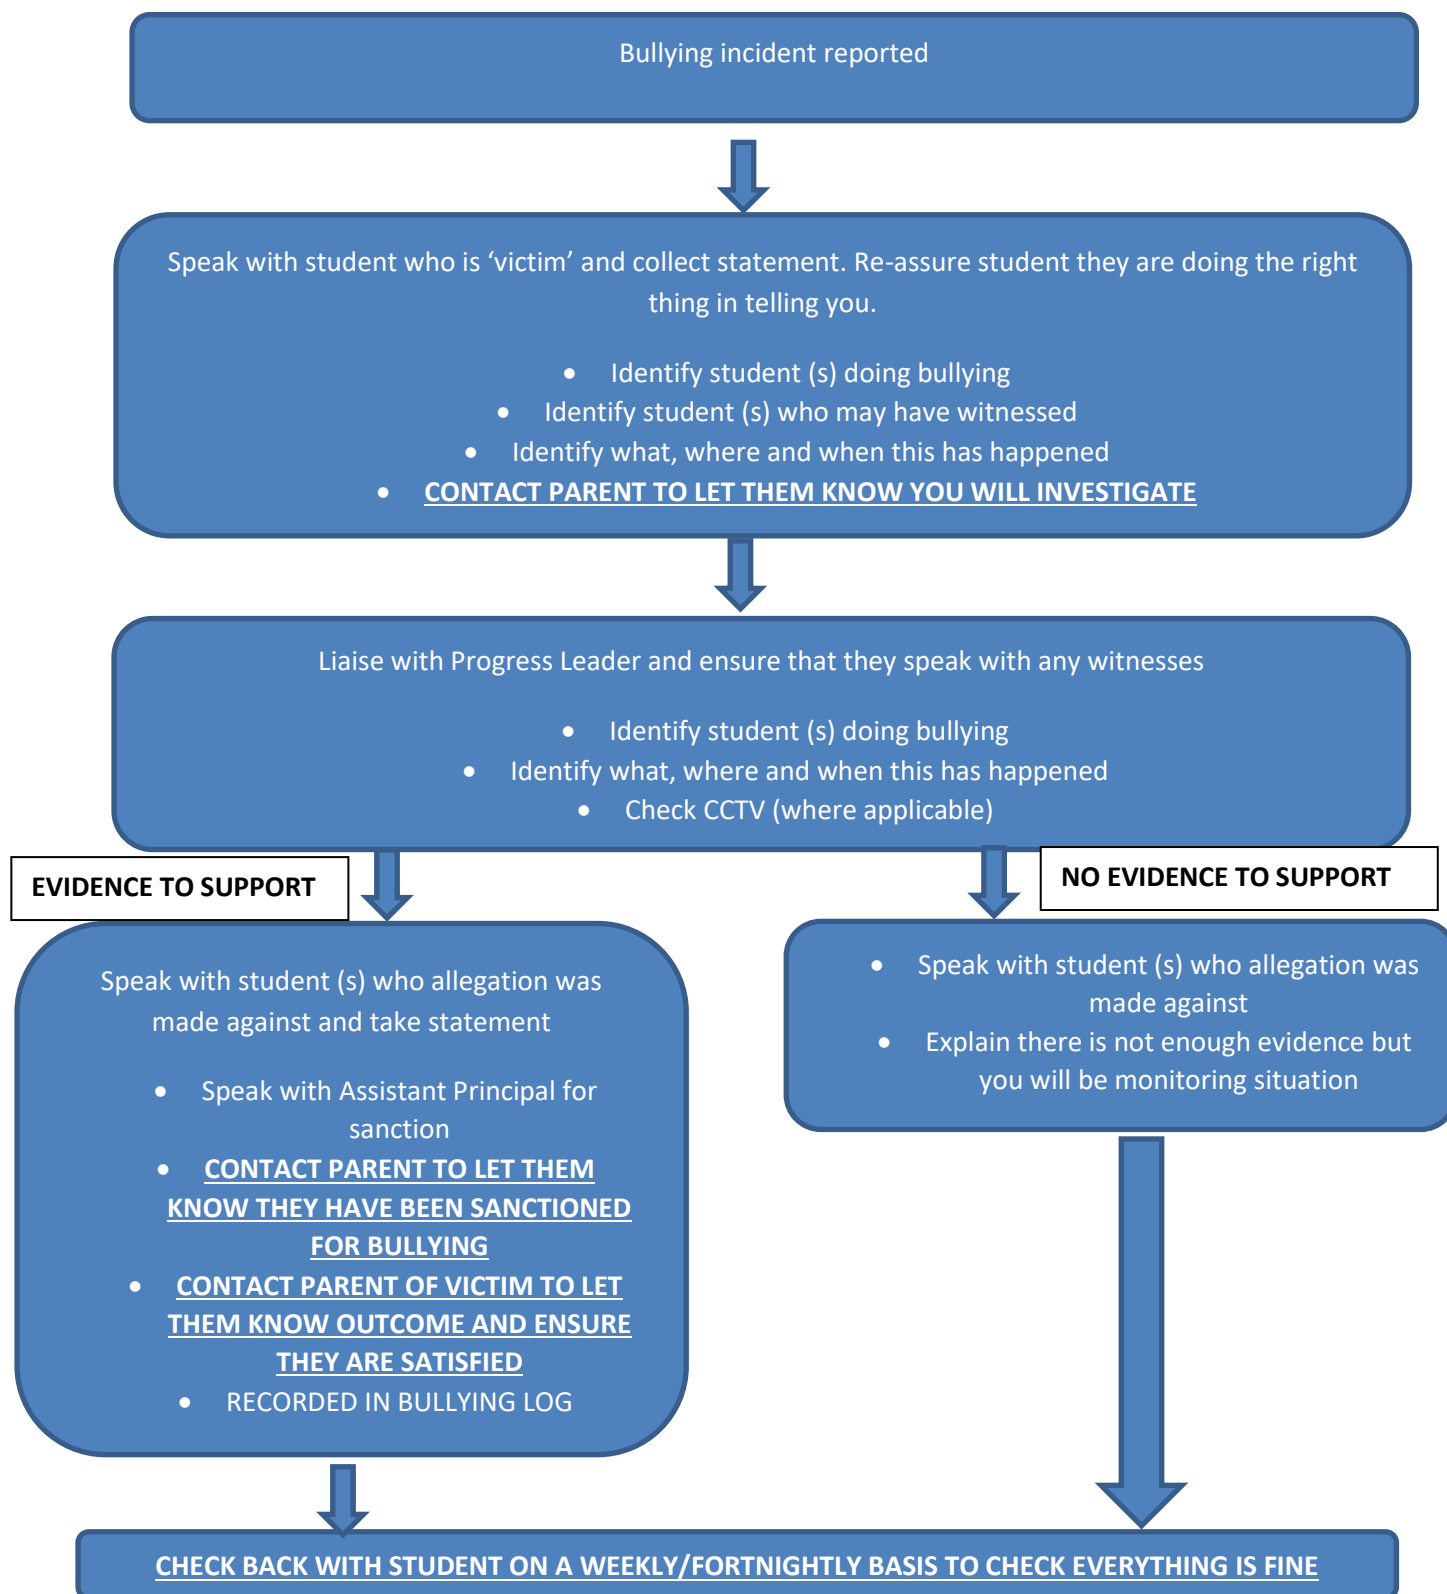 Bullying incident reported
Speak with student who is ‘victim’ and collect statement. Re-assure student they are doing the right
thing in telling you.
• Identify student (s) doing bullying
• Identify student (s) who may have witnessed
• Identify what, where and when this has happened
• CONTACT PARENT TO LET THEM KNOW YOU WILL INVESTIGATE
Liaise with Progress Leader and ensure that they speak with any witnesses
• Identify student (s) doing bullying
• Identify what, where and when this has happened
• Check CCTV (where applicable)
EVIDENCE TO SUPPORT
Speak with student (s) who allegation was
made against and take statement
• Speak with Assistant Principal for
sanction
• CONTACT PARENT TO LET THEM
KNOW THEY HAVE BEEN SANCTIONED
FOR BULLYING
• CONTACT PARENT OF VICTIM TO LET
THEM KNOW OUTCOME AND ENSURE
THEY ARE SATISFIED
• RECORDED IN BULLYING LOG
NO EVIDENCE TO SUPPORT
• Speak with student (s) who allegation was
made against
• Explain there is not enough evidence but
you will be monitoring situation
CHECK BACK WITH STUDENT ON A WEEKLY/FORTNIGHTLY BASIS TO CHECK EVERYTHING IS FINE